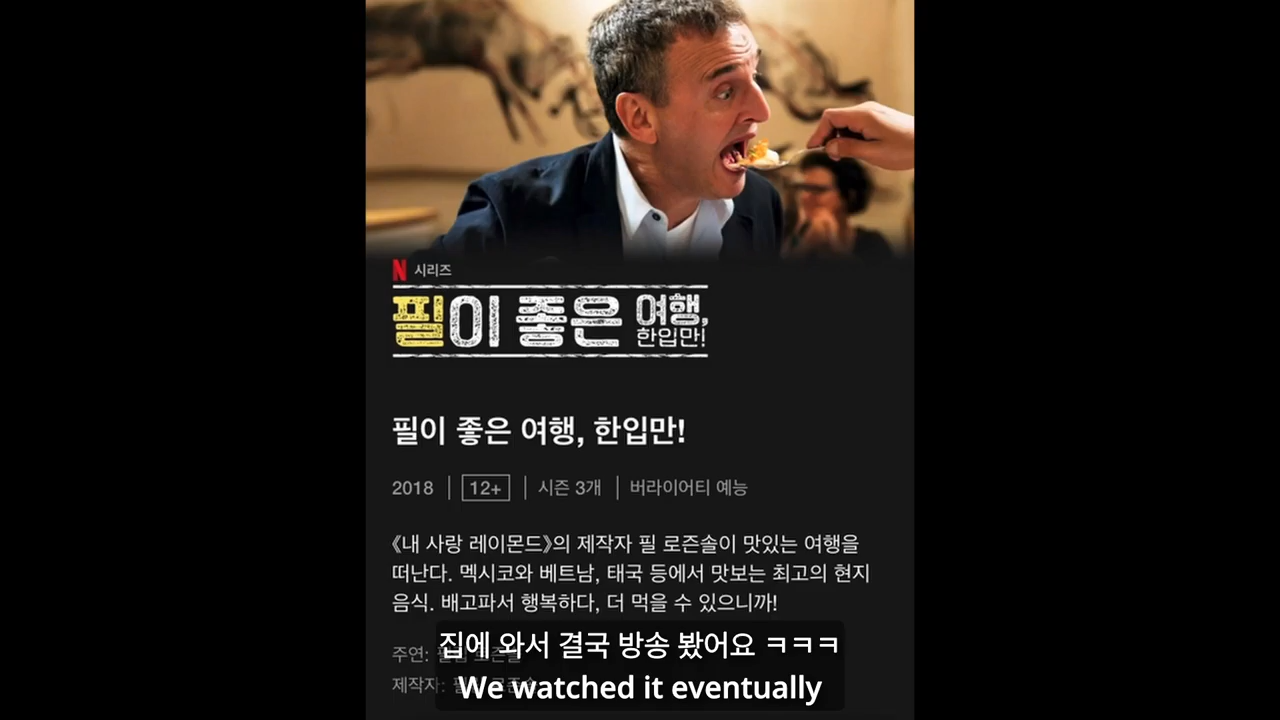 N 시리즈
필이 좋은 여행,
한입만!
필이 좋은 여행, 한입만!
2018 | 12+ | 시즌 3개 | 버라이어티 예능
《내 사랑 레이몬드》의 제작자 필 로즌솔이 맛있는 여행을
떠난다. 멕시코와 베트남, 태국 등에서 맛보는 최고의 현지
음식. 배고파서 행복하다, 더 먹을 수 있으니까!
주연:
집에 와서 결국 방송 봤어요 ㅋㅋㅋ
제작자:
We watched it eventually